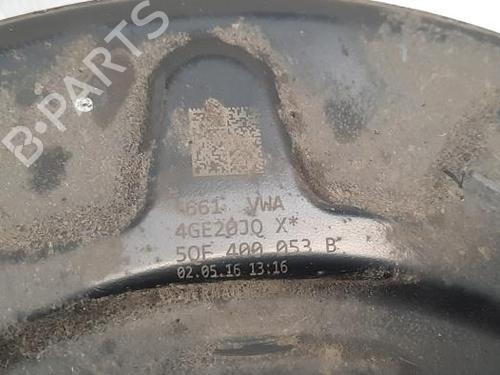 B-PARTS
4661 VWA
4GE20JQ X*
5QF 400 053 B
02.05.16 13:16